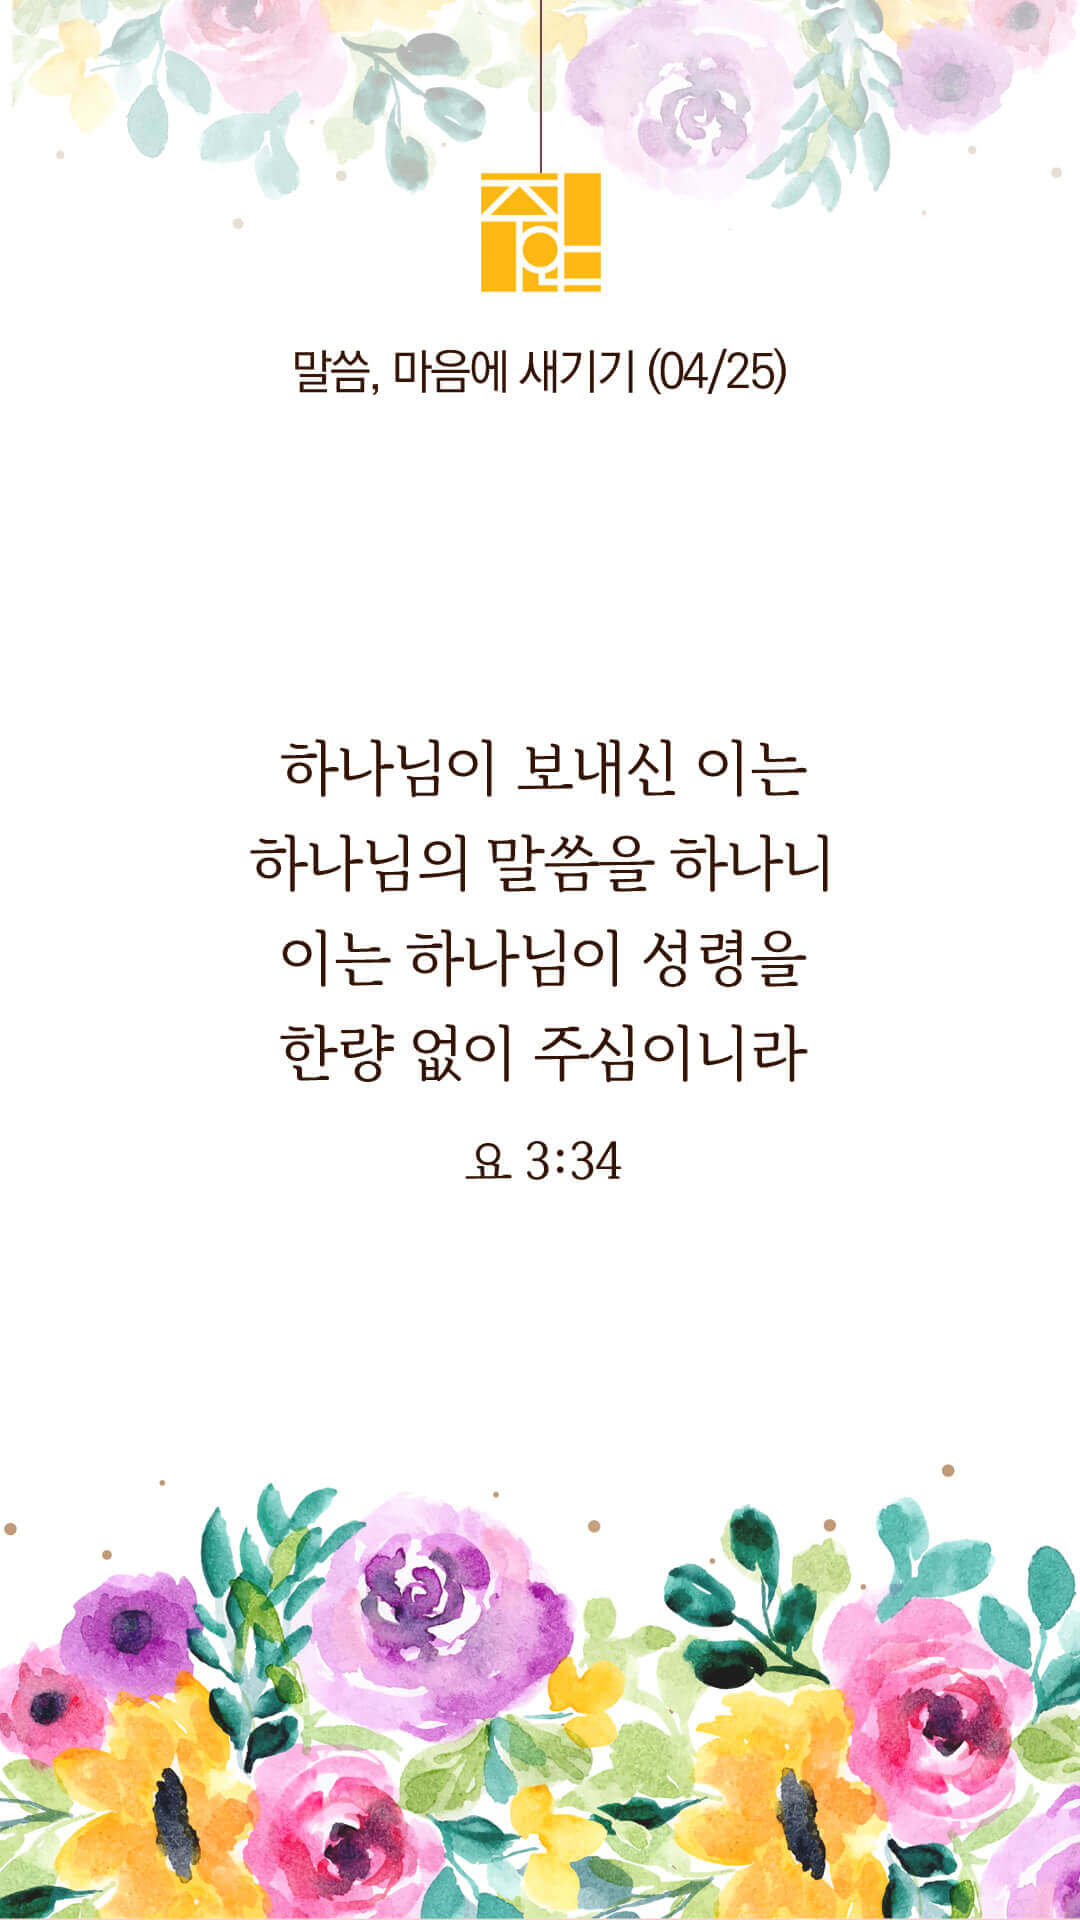 말씀, 마음에 새기기 (04/25)
하나님이 보내신 이는
하나님의 말씀을 하나니
이는 하나님이 성령을
한량 없이 주심이니라
요 3:34